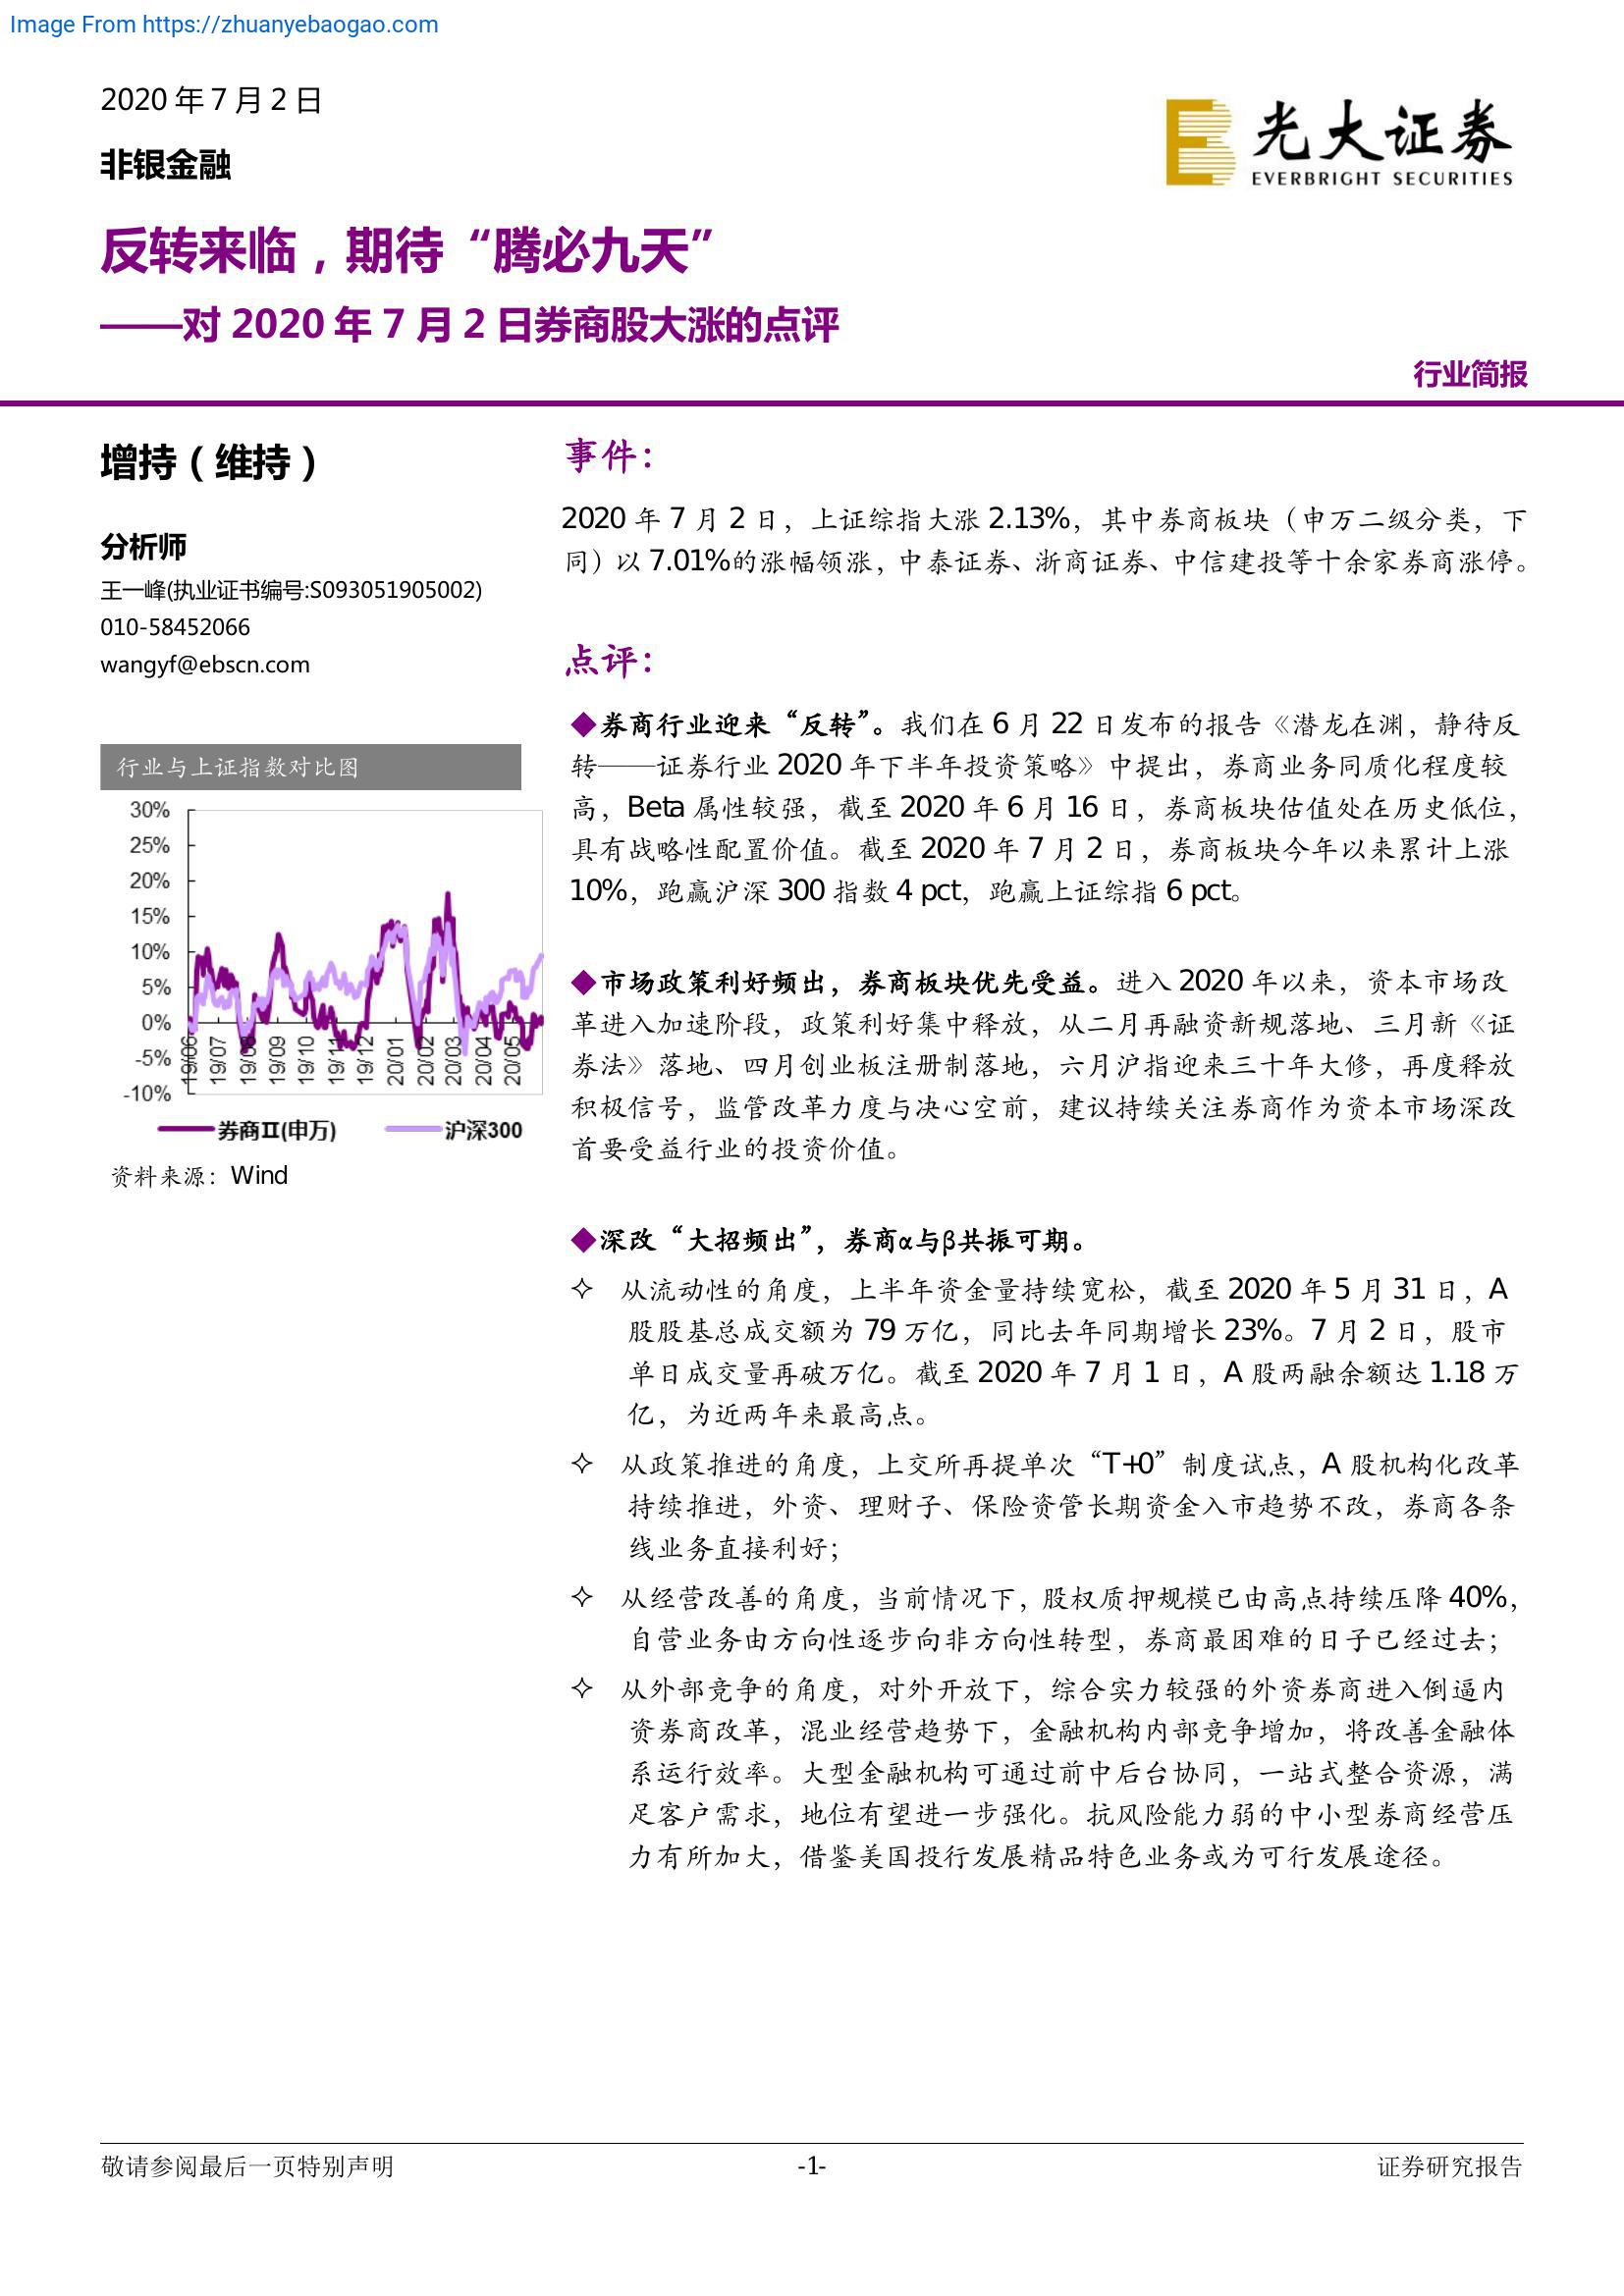 Image From https://zhuanyebaogao.com
2020 年 7 月 2 日
非银金融
光大证券
EVERBRIGHT SECURITIES
反转来临，期待“腾必九天”
——对 2020 年 7 月 2 日券商股大涨的点评
行业简报
增持（维持）
分析师
王一峰(执业证书编号:S093051905002)
010-58452066
wangyf@ebscn.com
行业与上证指数对比图
30%
25%
20%
15%
10%
5%
0%
-5%
-10%
19/06 19/07 19/08 19/09 19/10 19/11 19/12 20/01 20/02 20/03 20/04 20/05
券商Ⅱ(申万) 沪深300
资料来源：Wind
事件：
2020 年 7 月 2 日，上证综指大涨 2.13%，其中券商板块（申万二级分类，下
同）以 7.01%的涨幅领涨，中泰证券、浙商证券、中信建投等十余家券商涨停。
点评：
◆券商行业迎来“反转”。我们在 6 月 22 日发布的报告《潜龙在渊，静待反
转——证券行业 2020 年下半年投资策略》中提出，券商业务同质化程度较
高，Beta 属性较强，截至 2020 年 6 月 16 日，券商板块估值处在历史低位，
具有战略性配置价值。截至 2020 年 7 月 2 日，券商板块今年以来累计上涨
10%，跑赢沪深 300 指数 4 pct，跑赢上证综指 6 pct。
◆市场政策利好频出，券商板块优先受益。进入 2020 年以来，资本市场改
革进入加速阶段，政策利好集中释放，从二月再融资新规落地、三月新《证
券法》落地、四月创业板注册制落地，六月沪指迎来三十年大修，再度释放
积极信号，监管改革力度与决心空前，建议持续关注券商作为资本市场深改
首要受益行业的投资价值。
◆深改“大招频出”，券商α与β共振可期。
✧ 从流动性的角度，上半年资金量持续宽松，截至 2020 年 5 月 31 日，A
股股基总成交额为 79 万亿，同比去年同期增长 23%。7 月 2 日，股市
单日成交量再破万亿。截至 2020 年 7 月 1 日，A 股两融余额达 1.18 万
亿，为近两年来最高点。
✧ 从政策推进的角度，上交所再提单次“T+0”制度试点，A 股机构化改革
持续推进，外资、理财子、保险资管长期资金入市趋势不改，券商各条
线业务直接利好；
✧ 从经营改善的角度，当前情况下，股权质押规模已由高点持续压降 40%，
自营业务由方向性逐步向非方向性转型，券商最困难的日子已经过去；
✧ 从外部竞争的角度，对外开放下，综合实力较强的外资券商进入倒逼内
资券商改革，混业经营趋势下，金融机构内部竞争增加，将改善金融体
系运行效率。大型金融机构可通过前中后台协同，一站式整合资源，满
足客户需求，地位有望进一步强化。抗风险能力弱的中小型券商经营压
力有所加大，借鉴美国投行发展精品特色业务或为可行发展途径。
敬请参阅最后一页特别声明
-1-
证券研究报告